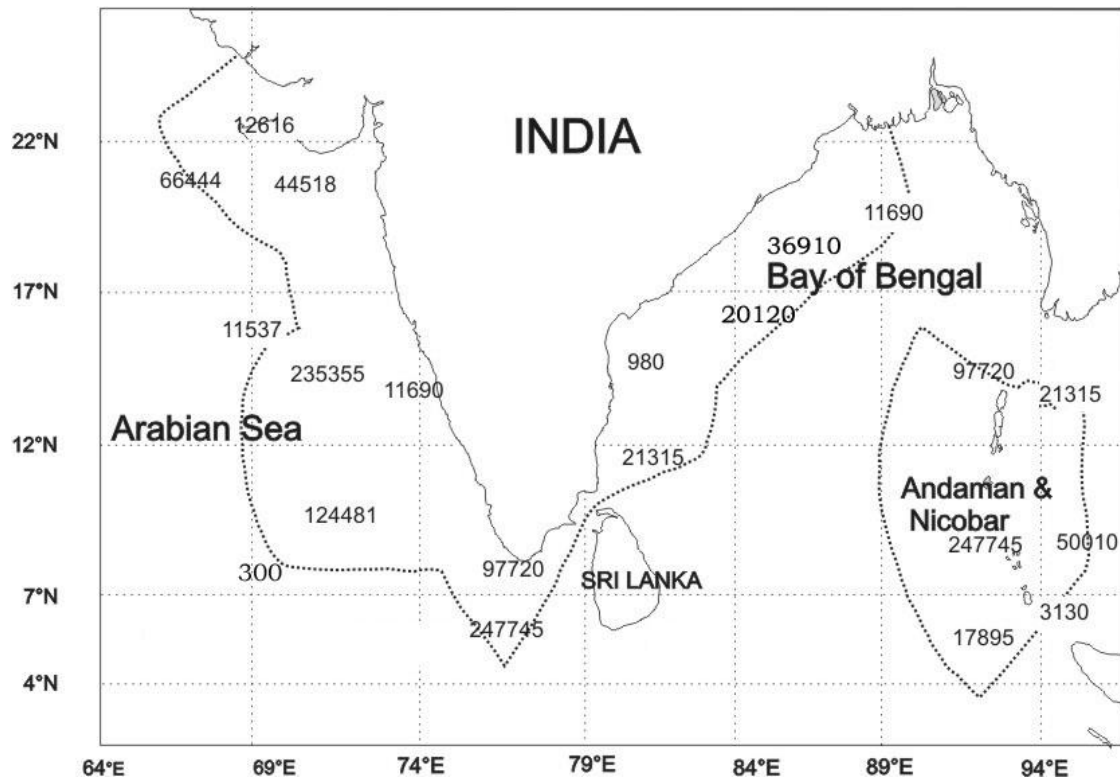 22°N
17°N
12°N
7°N
4°N
INDIA
12616
66444
44518
11690
36910
Bay of Bengal
11537
20120
235355
11690
980
97720
21315
Arabian Sea
21315
Andaman &
Nicobar
124481
247745
50010
300
97720
SRI LANKA
3130
247745
17895
64°E
69°E
74°E
79°E
84°E
89°E
94°E